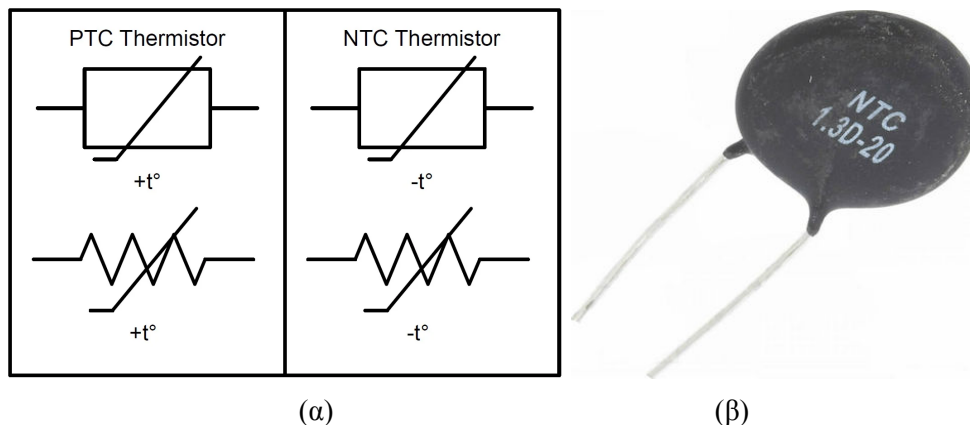 PTC Thermistor
NTC Thermistor
+t°
-t°
+t°
-t°
NTC
1.3D-20
(α)
(β)